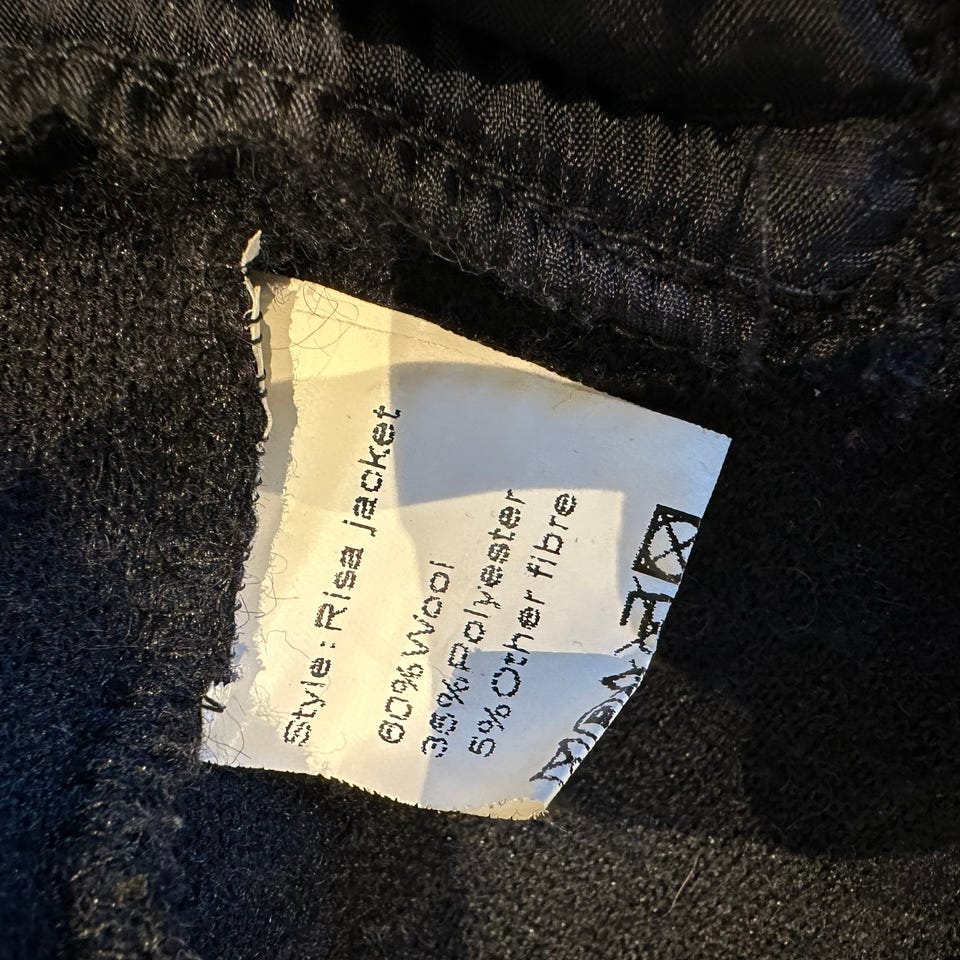 Style: Risa jacket
60% Wool
35% polyester
5% Other fibre